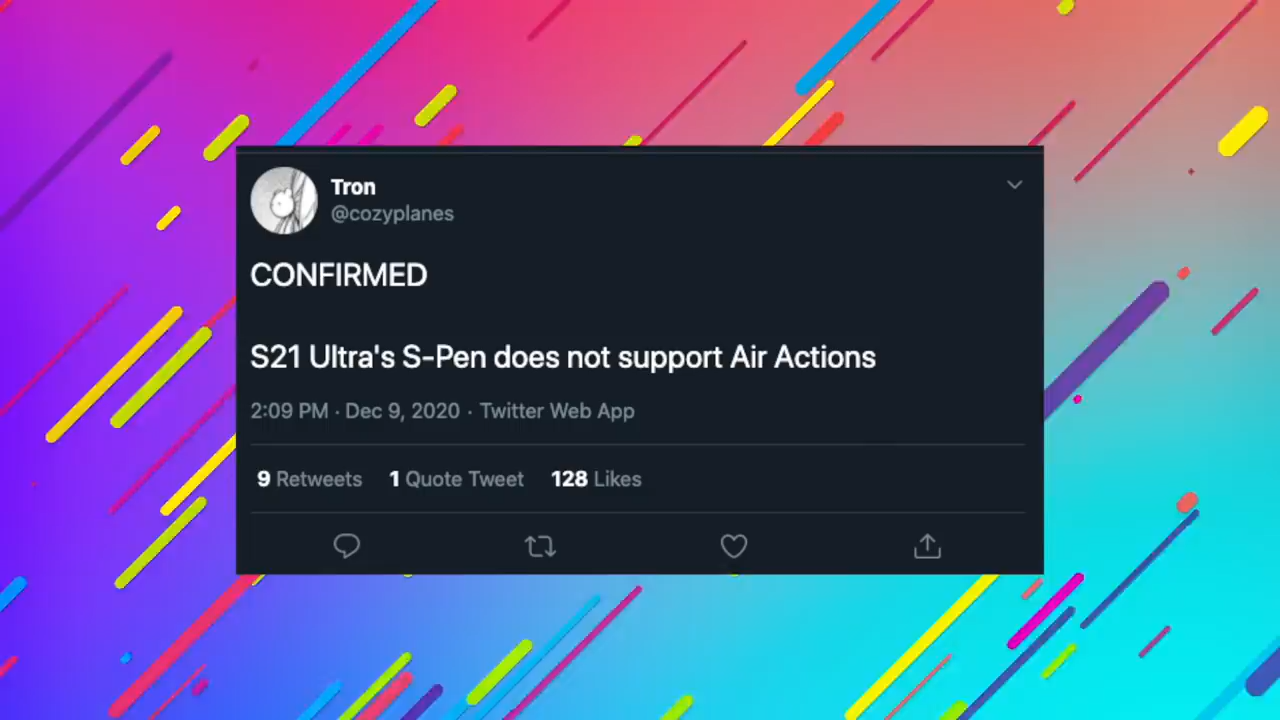 Tron
@cozyplanes
CONFIRMED
S21 Ultra's S-Pen does not support Air Actions
2:09 PM · Dec 9, 2020 · Twitter Web App
9 Retweets 1 Quote Tweet 128 Likes